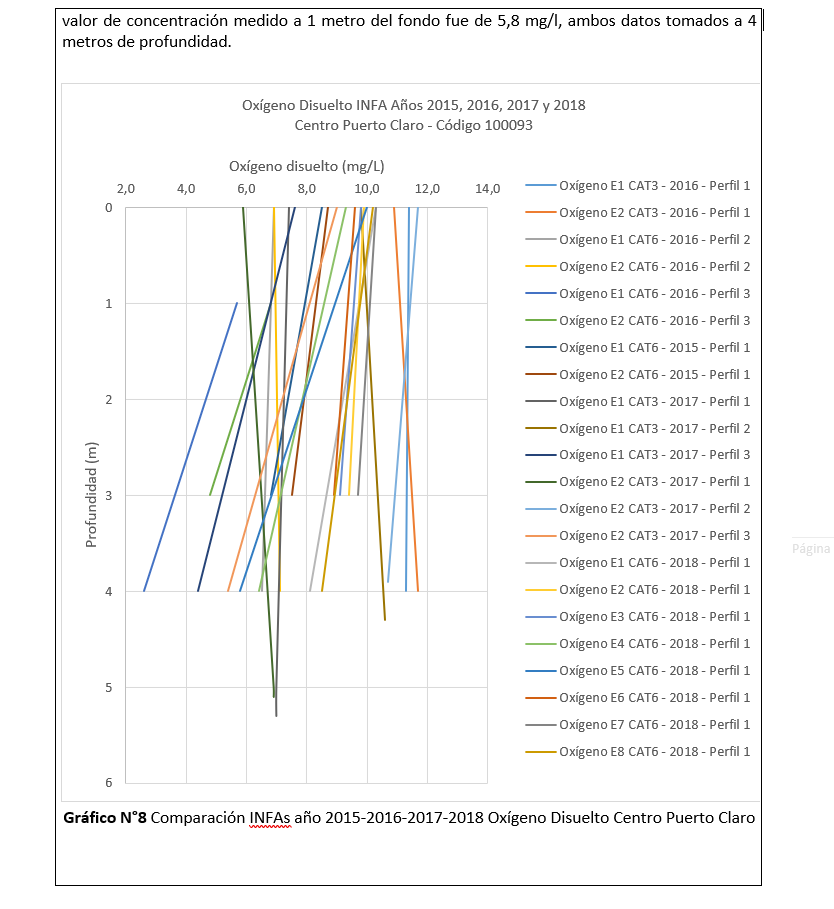 valor de concentración medido a 1 metro del fondo fue de 5,8 mg/l, ambos datos tomados a 4
metros de profundidad.
Oxígeno Disuelto INFA Años 2015, 2016, 2017 y 2018
Centro Puerto Claro - Código 100093
Oxígeno disuelto (mg/L)
2,0 4,0 6,0 8,0 10,0 12,0 14,0
0
1
2
3
4
5
6
Profundidad (m)
Oxígeno E1 CAT3 - 2016 - Perfil 1
Oxígeno E2 CAT3 - 2016 - Perfil 1
Oxígeno E1 CAT6 - 2016 - Perfil 2
Oxígeno E2 CAT6 - 2016 - Perfil 2
Oxígeno E1 CAT6 - 2016 - Perfil 3
Oxígeno E2 CAT6 - 2016 - Perfil 3
Oxígeno E1 CAT6 - 2015 - Perfil 1
Oxígeno E2 CAT6 - 2015 - Perfil 1
Oxígeno E1 CAT3 - 2017 - Perfil 1
Oxígeno E1 CAT3 - 2017 - Perfil 2
Oxígeno E1 CAT3 - 2017 - Perfil 3
Oxígeno E2 CAT3 - 2017 - Perfil 1
Oxígeno E2 CAT3 - 2017 - Perfil 2
Oxígeno E2 CAT3 - 2017 - Perfil 3
Oxígeno E1 CAT6 - 2018 - Perfil 1
Oxígeno E2 CAT6 - 2018 - Perfil 1
Oxígeno E3 CAT6 - 2018 - Perfil 1
Oxígeno E4 CAT6 - 2018 - Perfil 1
Oxígeno E5 CAT6 - 2018 - Perfil 1
Oxígeno E6 CAT6 - 2018 - Perfil 1
Oxígeno E7 CAT6 - 2018 - Perfil 1
Oxígeno E8 CAT6 - 2018 - Perfil 1
Página
Gráfico N°8 Comparación INFAs año 2015-2016-2017-2018 Oxígeno Disuelto Centro Puerto Claro